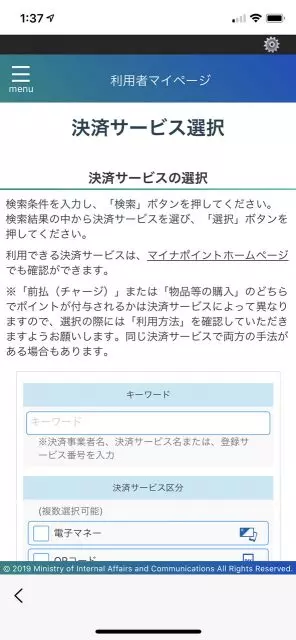 1:37
menu
利用者マイページ
決済サービス選択
決済サービスの選択
検索条件を入力し、「検索」ボタンを押してください。
検索結果の中から決済サービスを選び、「選択」ボタンを
押してください。
利用できる決済サービスは、マイナポイントホームページ
でも確認ができます。
※「前払（チャージ）」または「物品等の購入」のどちら
でポイントが付与されるかは決済サービスによって異なり
ますので、選択の際には「利用方法」を確認していただき
ますようお願いします。同じ決済サービスで両方の手法が
ある場合もあります。
キーワード
キーワード
※決済事業者名、決済サービス名または、登録サ
ービス番号を入力
決済サービス区分
(複数選択可能)
電子マネー
QRコード
© 2019 Ministry of Internal Affairs and Communications All Rights Reserved.